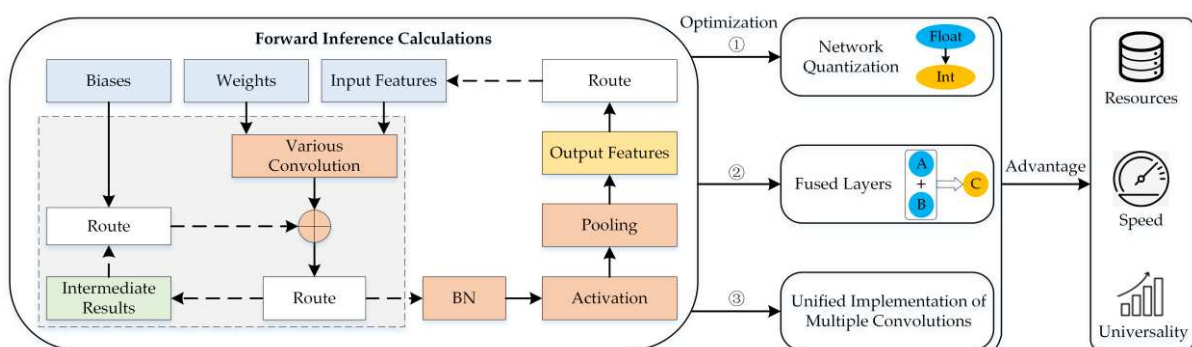 Forward Inference Calculations
Biases
Weights
Input Features
Route
Various
Convolution
Output Features
Route
Pooling
Intermediate
Results
Route
BN
Activation
Optimization
①
Network
Quantization
Float
Int
②
Fused Layers
A
+
B
C
③
Unified Implementation of
Multiple Convolutions
Advantage
Resources
Speed
Universality